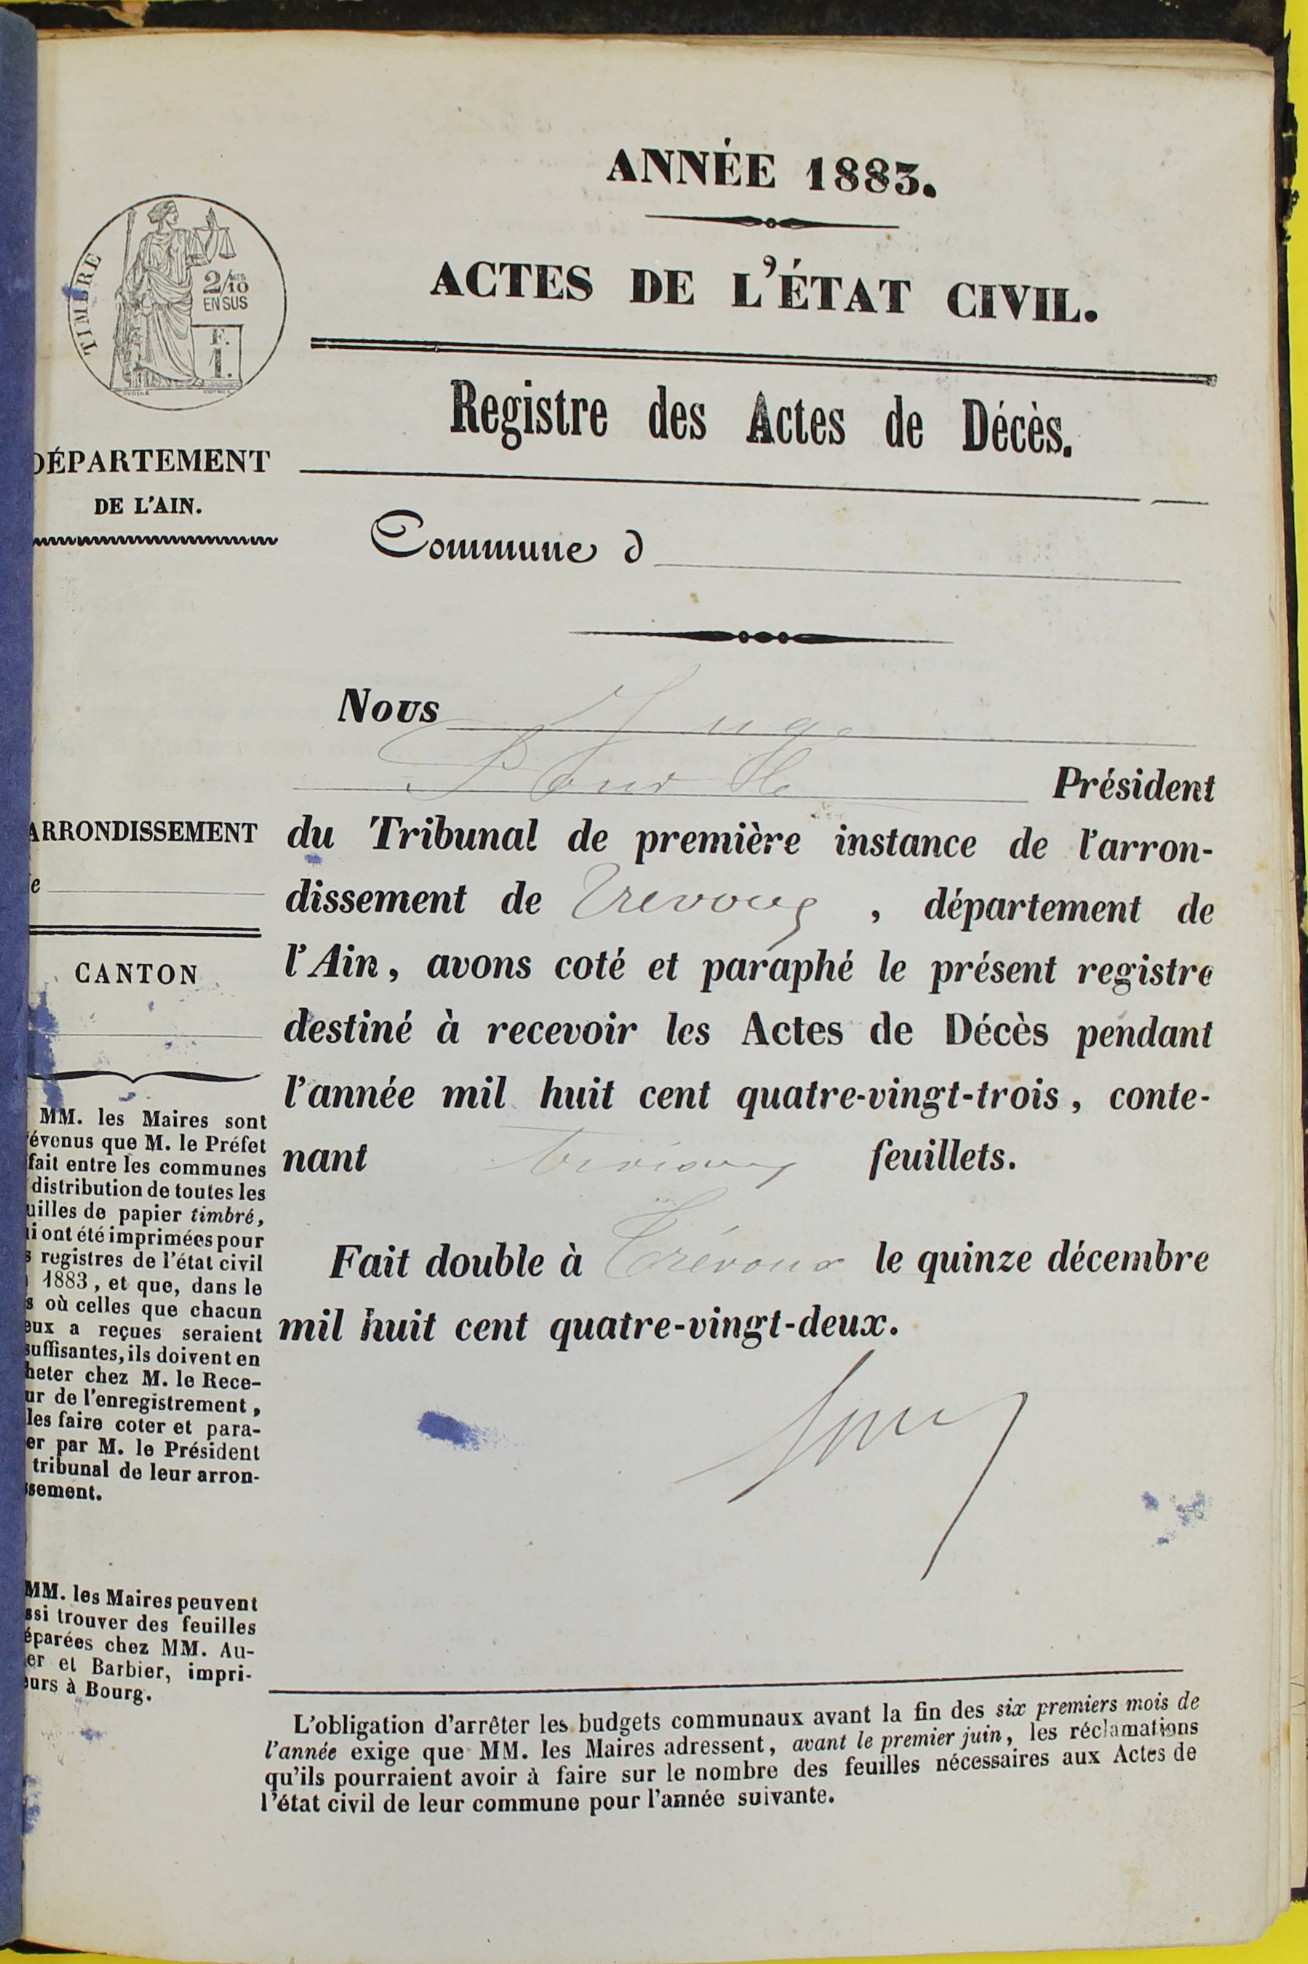 ANNÉE 1883.
ACTES DE L'ÉTAT CIVIL.
Registre des Actes de Décès.
TIMBRE
2/10
EN SUS
F.
1.
DÉPARTEMENT
DE L'AIN.
Commune d
Nous Juge
Pour le Président
du Tribunal de première instance de l'arron-
dissement de Trevoux, département de
l'Ain, avons coté et paraphé le présent registre
destiné à recevoir les Actes de Décès pendant
l'année mil huit cent quatre-vingt-trois, conte-
nant feuillets.
Fait double à Trévoux le quinze décembre
mil huit cent quatre-vingt-deux.
ARRONDISSEMENT
e
CANTON
MM. les Maires sont
évenus que M. le Préfet
fait entre les communes
distribution de toutes les
uilles de papier timbré,
i ont été imprimées pour
s registres de l'état civil
1883, et que, dans le
s où celles que chacun
eux a reçues seraient
suffisantes, ils doivent en
heter chez M. le Rece-
ur de l'enregistrement,
les faire coter et para-
er par M. le Président
tribunal de leur arron-
ssement.
MM. les Maires peuvent
ssi trouver des feuilles
éparées chez MM. Au-
er et Barbier, impri-
eurs à Bourg.
L'obligation d'arrêter les budgets communaux avant la fin des six premiers mois de
l'année exige que MM. les Maires adressent, avant le premier juin, les réclamations
qu'ils pourraient avoir à faire sur le nombre des feuilles nécessaires aux Actes de
l'état civil de leur commune pour l'année suivante.